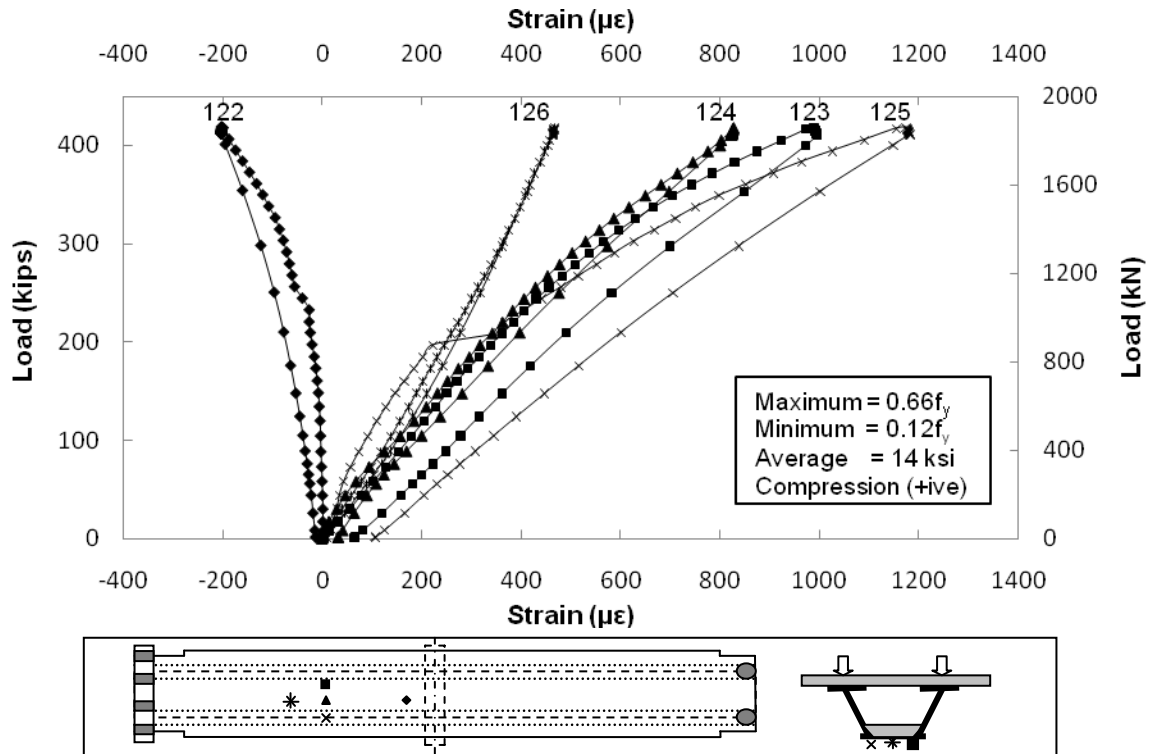 Strain (µε)
-400 -200 0 200 400 600 800 1000 1200 1400
122 126 124 123 125
400 2000
300 1600
200 1200
100 800
0 400
0
Load (kips)
Load (kN)
Maximum = 0.66fy
Minimum = 0.12fy
Average = 14 ksi
Compression (+ive)
-400 -200 0 200 400 600 800 1000 1200 1400
Strain (µε)